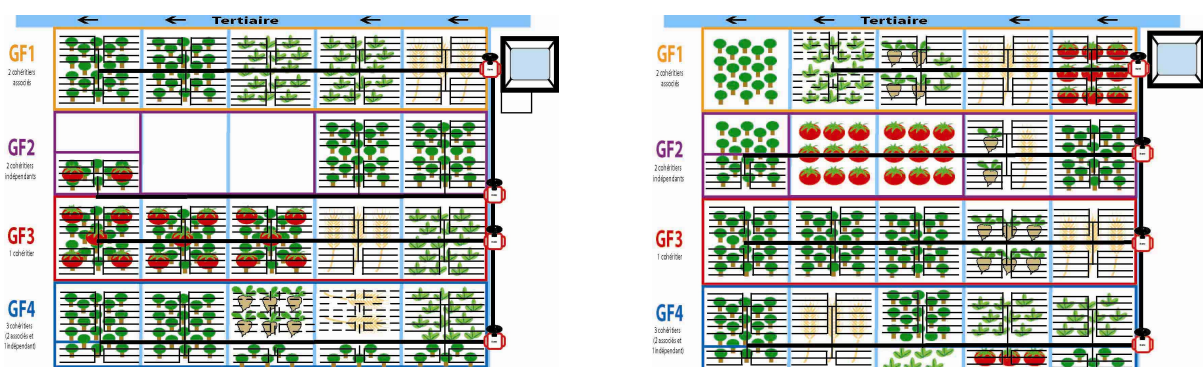 Tertiaire
GF1
2 cohéritiers
associés
GF2
2 cohéritiers
indépendants
GF3
1 cohéritier
GF4
3 cohéritiers
(2 associés et
1 indépendant)
Tertiaire
GF1
2 cohéritiers
associés
GF2
2 cohéritiers
indépendants
GF3
1 cohéritier
GF4
3 cohéritiers
(2 associés et
1 indépendant)